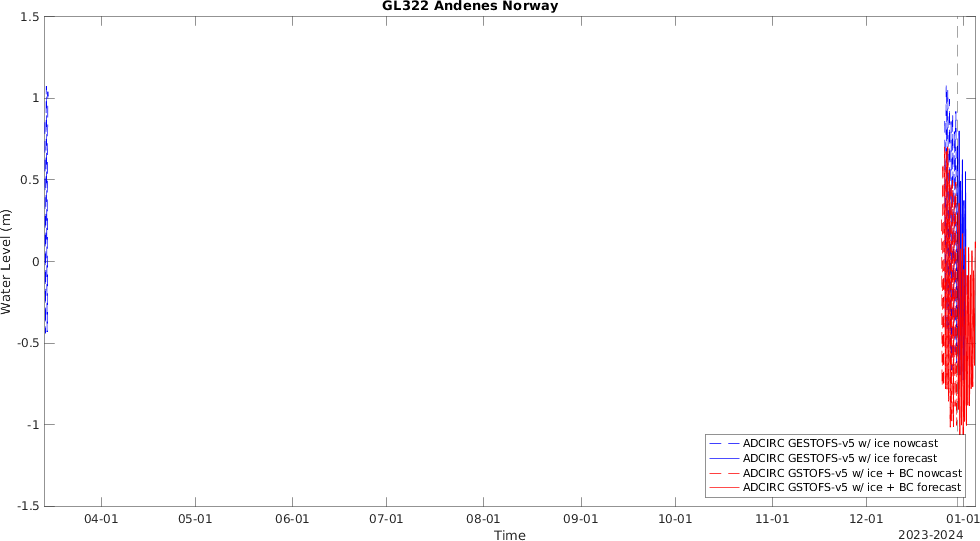 GL322 Andenes Norway
Water Level (m)
1.5
1
0.5
0
-0.5
-1
-1.5
ADCIRC GESTOFS-v5 w/ ice nowcast
ADCIRC GESTOFS-v5 w/ ice forecast
ADCIRC GSTOFS-v5 w/ ice + BC nowcast
ADCIRC GSTOFS-v5 w/ ice + BC forecast
04-01 05-01 06-01 07-01 08-01 09-01 10-01 11-01 12-01 01-01
Time
2023-2024